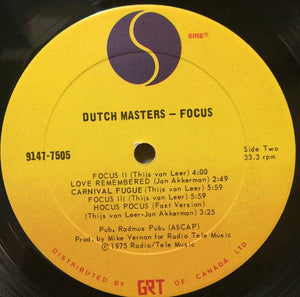 SIRE®
DUTCH MASTERS – FOCUS
9147-7505
Side Two
33.3 rpm
FOCUS II (Thijs van Leer) 4:00
LOVE REMEMBERED (Jan Akkerman) 2:49
CARNIVAL FUGUE (Thijs van Leer) 5:59
FOCUS III (Thijs van Leer) 5:59
HOCUS POCUS (Fast Version)
(Thijs van Leer-Jan Akkerman) 3:25
Pub. Radmus Pub. (ASCAP)
Prod. by Mike Vernon for Radio Tele Music
℗ 1975 Radio/Tele Music
DISTRIBUTED BY GRT OF CANADA LTD